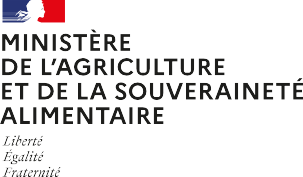 MINISTÈRE
DE L'AGRICULTURE
ET DE LA SOUVERAINETÉ
ALIMENTAIRE
Liberté
Égalité
Fraternité